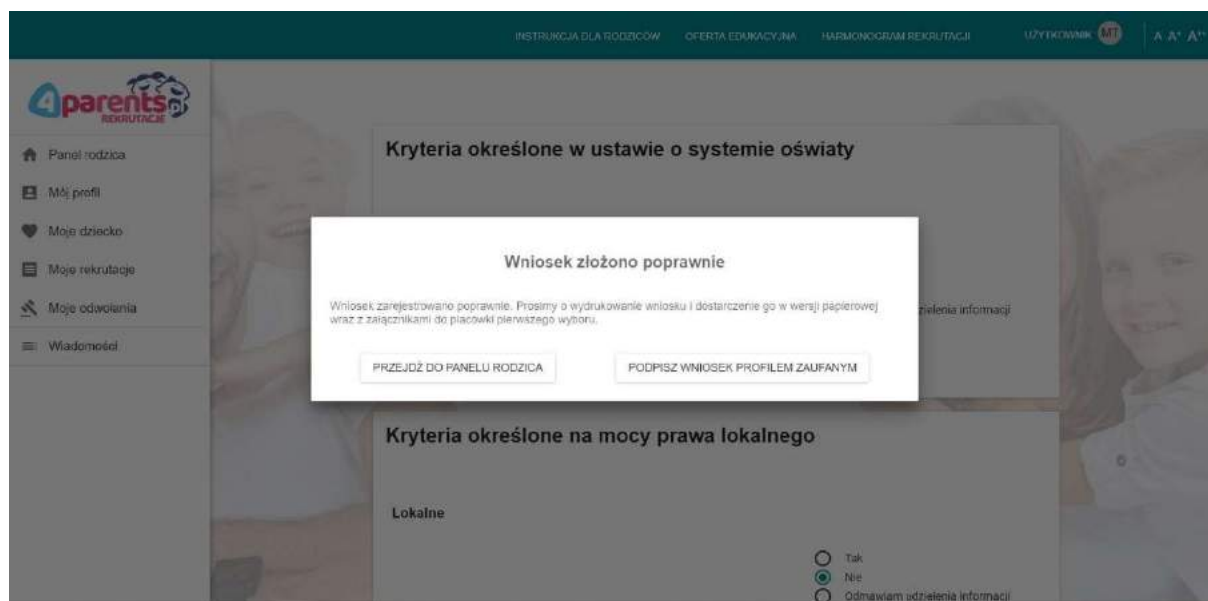 INSTRUKCJA DLA RODZICÓW OFERTA EDUKACYJNA HARMONOGRAM REKRUTACJI UŻYTKOWNIK MT A A+ A++
4parents.pl
REKRUTACJE
Panel rodzica
Mój profil
Moje dziecko
Moje rekrutacje
Moje odwołania
Wiadomości
Kryteria określone w ustawie o systemie oświaty
Wniosek złożono poprawnie
Wniosek zarejestrowano poprawnie. Prosimy o wydrukowanie wniosku i dostarczenie go w wersji papierowej
wraz z załącznikami do placówki pierwszego wyboru.
PRZEJDŹ DO PANELU RODZICA PODPISZ WNIOSEK PROFILEM ZAUFANYM
informacji
Kryteria określone na mocy prawa lokalnego
Lokalne
Tak
Nie
Odmawiam udzielenia informacji